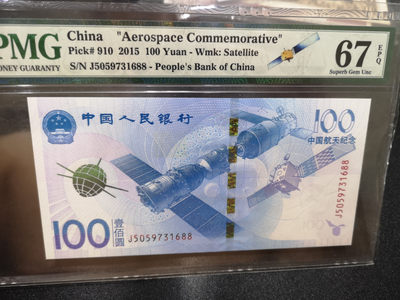 PMG
MONEY GUARANTY
China "Aerospace Commemorative"
Pick# 910 2015 100 Yuan - Wmk: Satellite
S/N J5059731688 - People's Bank of China
67 EPQ
Superb Gem Unc
中国人民银行
100
中国航天纪念
J5059731688
100 壹佰圆
J5059731688